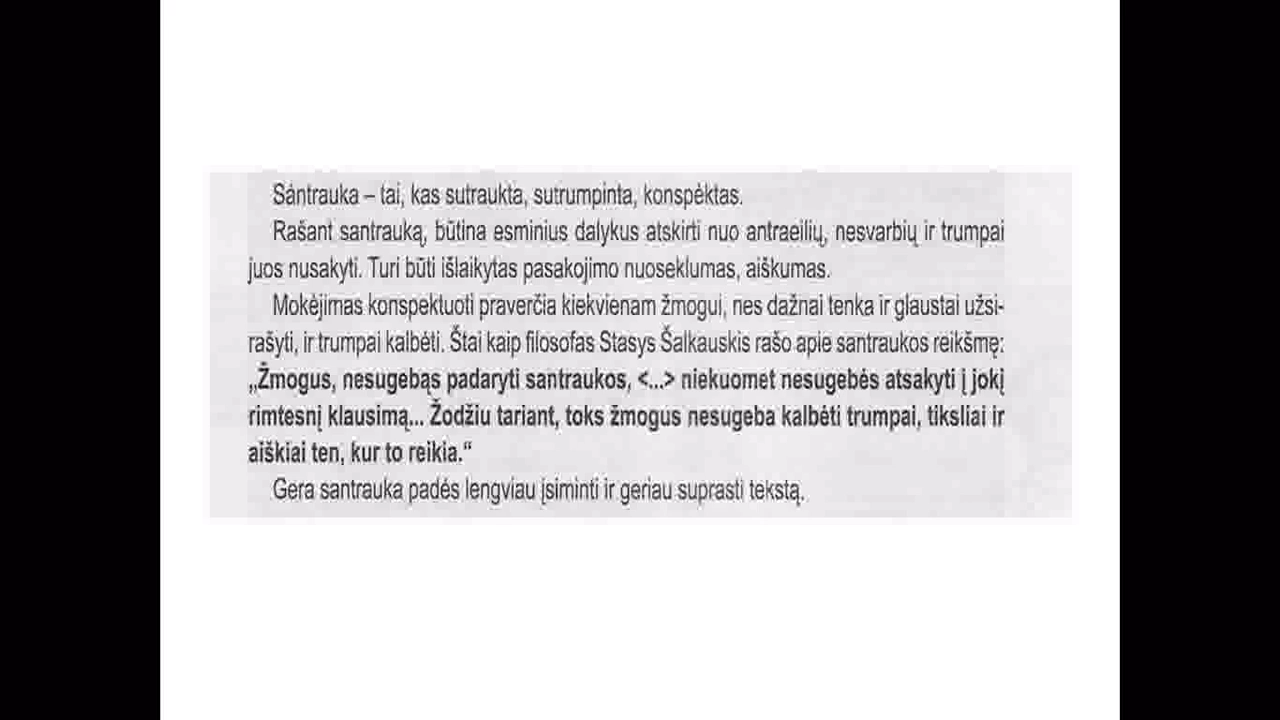 Sántrauka – tai, kas sutraukta, sutrumpinta, konspėktas.
Rašant santrauką, būtina esminius dalykus atskirti nuo antraeilių, nesvarbių ir trumpai
juos nusakyti. Turi būti išlaikytas pasakojimo nuoseklumas, aiškumas.
Mokėjimas konspektuoti praverčia kiekvienam žmogui, nes dažnai tenka ir glaustai užsi-
rašyti, ir trumpai kalbėti. Štai kaip filosofas Stasys Šalkauskis rašo apie santraukos reikšmę:
„Žmogus, nesugebąs padaryti santraukos, <...> niekuomet nesugebės atsakyti į jokį
rimtesnį klausimą... Žodžiu tariant, toks žmogus nesugeba kalbėti trumpai, tiksliai ir
aiškiai ten, kur to reikia.“
Gera santrauka padės lengviau įsiminti ir geriau suprasti tekstą.